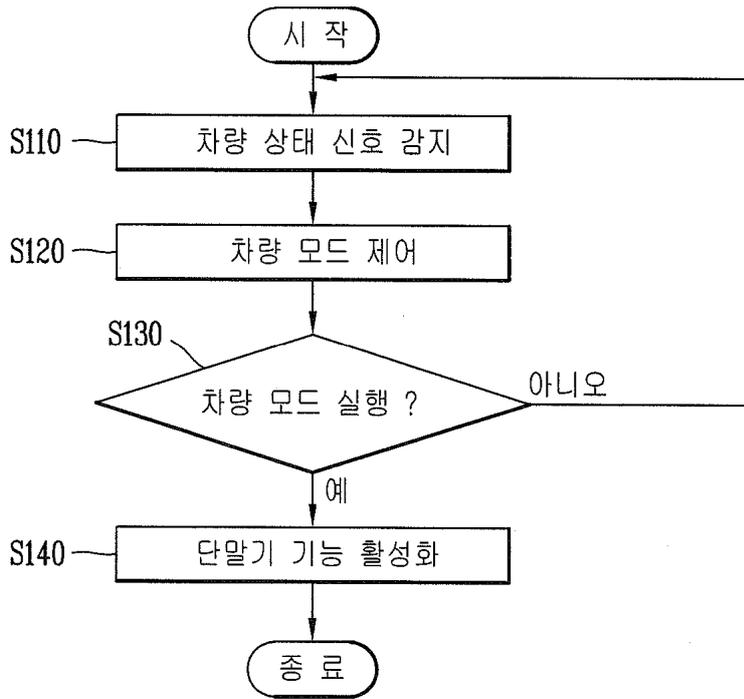 시 작
S110
차량 상태 신호 감지
S120
차량 모드 제어
S130
차량 모드 실행 ?
아니오
예
S140
단말기 기능 활성화
종 료